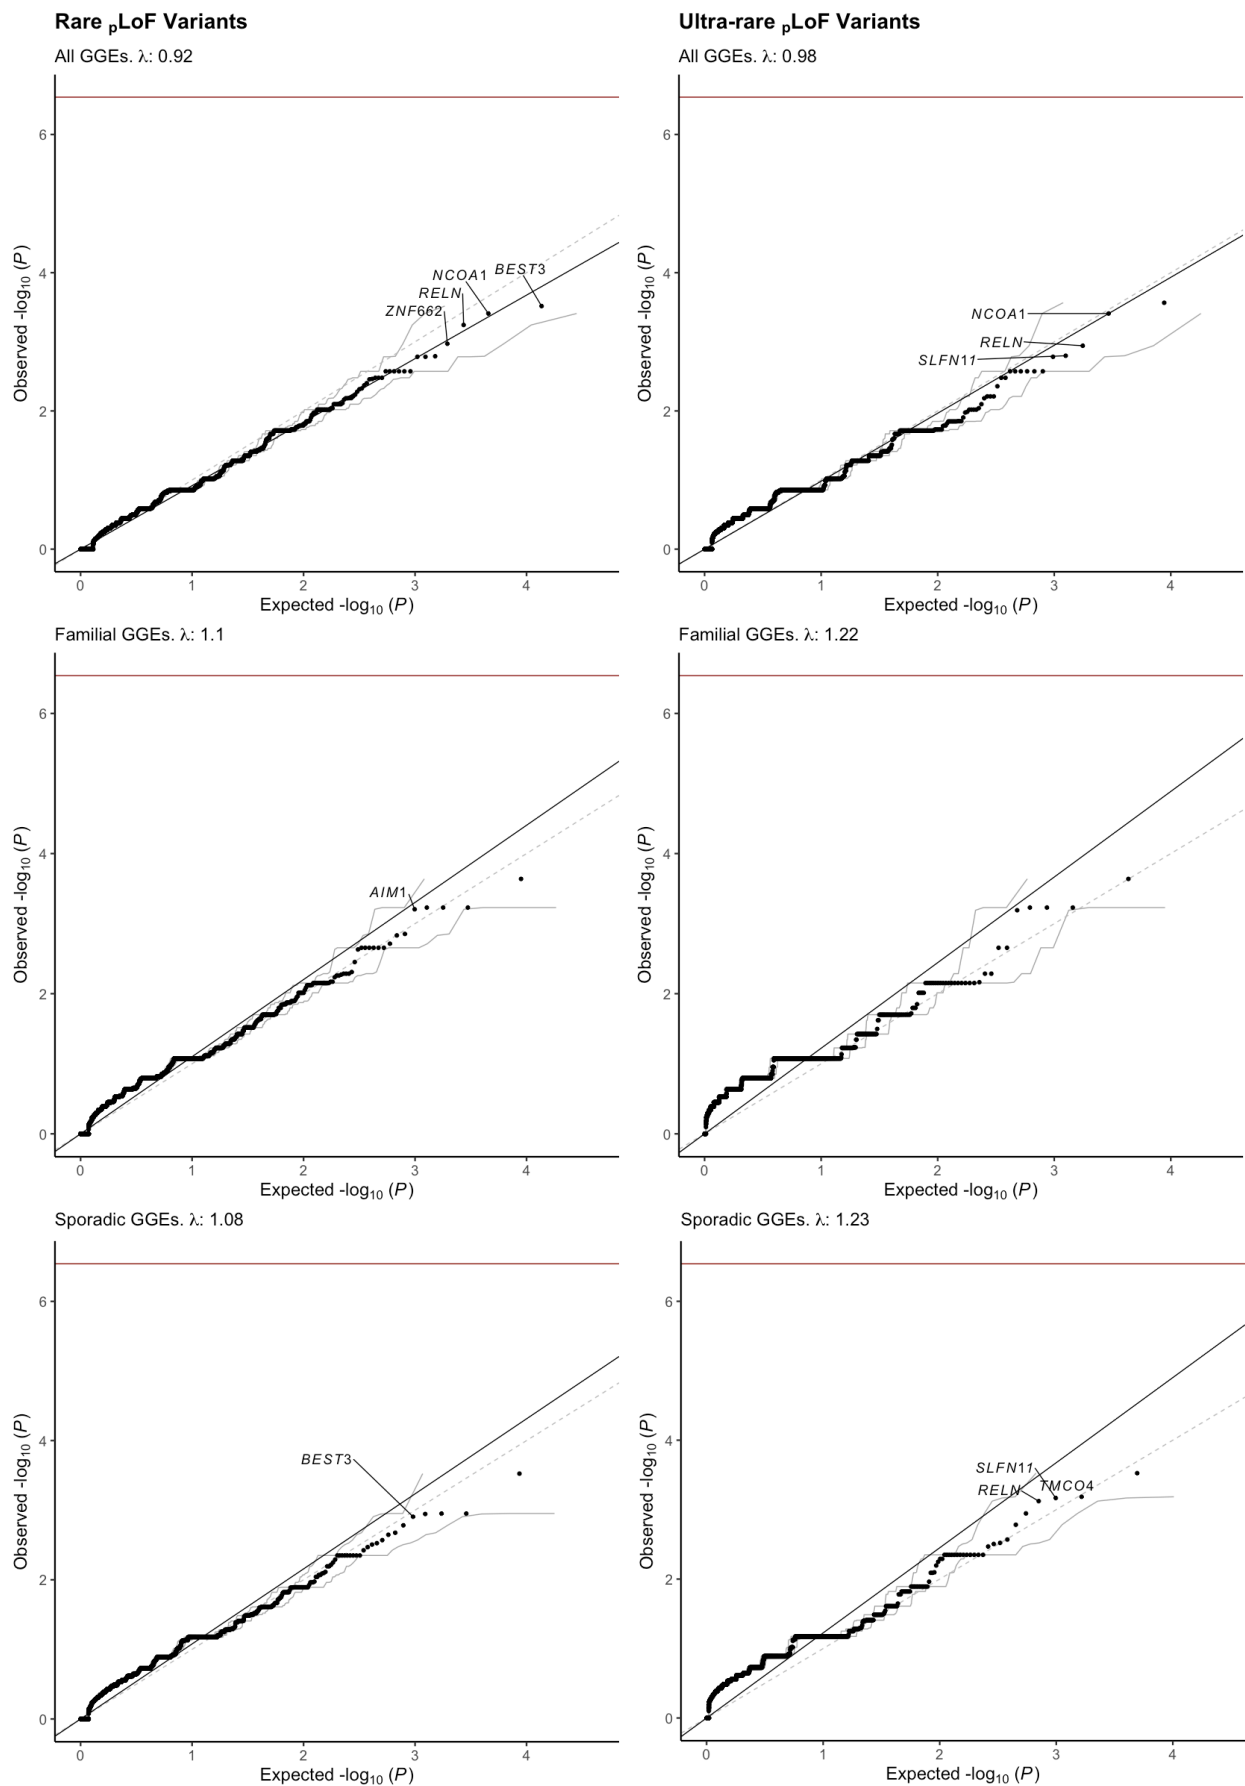 Rare pLoF Variants
All GGEs. λ: 0.92
Observed -log10 (P)
6
4
2
0
NCOA1 BEST3
RELN
ZNF662
0 1 2 3 4
Expected -log10 (P)
Ultra-rare pLoF Variants
All GGEs. λ: 0.98
Observed -log10 (P)
6
4
2
0
NCOA1
RELN
SLFN11
0 1 2 3 4
Expected -log10 (P)
Familial GGEs. λ: 1.1
Observed -log10 (P)
6
4
2
0
AIM1
0 1 2 3 4
Expected -log10 (P)
Familial GGEs. λ: 1.22
Observed -log10 (P)
6
4
2
0
0 1 2 3 4
Expected -log10 (P)
Sporadic GGEs. λ: 1.08
Observed -log10 (P)
6
4
2
0
BEST3
0 1 2 3 4
Expected -log10 (P)
Sporadic GGEs. λ: 1.23
Observed -log10 (P)
6
4
2
0
SLFN11
RELN TMCO4
0 1 2 3 4
Expected -log10 (P)